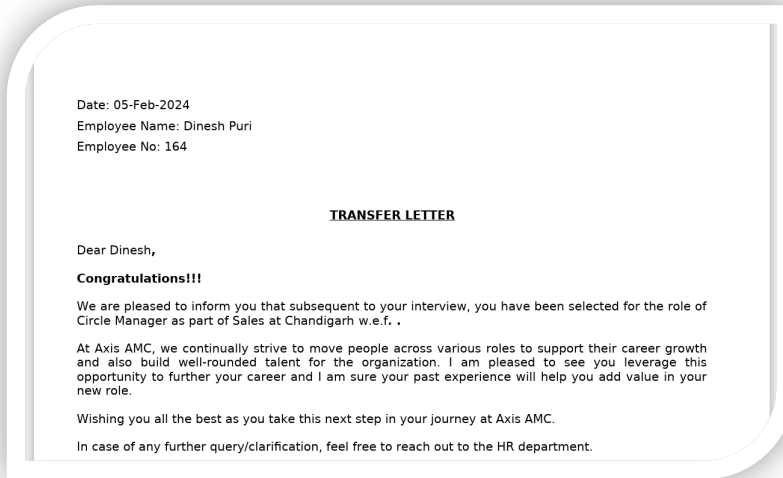 Date: 05-Feb-2024
Employee Name: Dinesh Puri
Employee No: 164
TRANSFER LETTER
Dear Dinesh,
Congratulations!!!
We are pleased to inform you that subsequent to your interview, you have been selected for the role of
Circle Manager as part of Sales at Chandigarh w.e.f. .
At Axis AMC, we continually strive to move people across various roles to support their career growth
and also build well-rounded talent for the organization. I am pleased to see you leverage this
opportunity to further your career and I am sure your past experience will help you add value in your
new role.
Wishing you all the best as you take this next step in your journey at Axis AMC.
In case of any further query/clarification, feel free to reach out to the HR department.